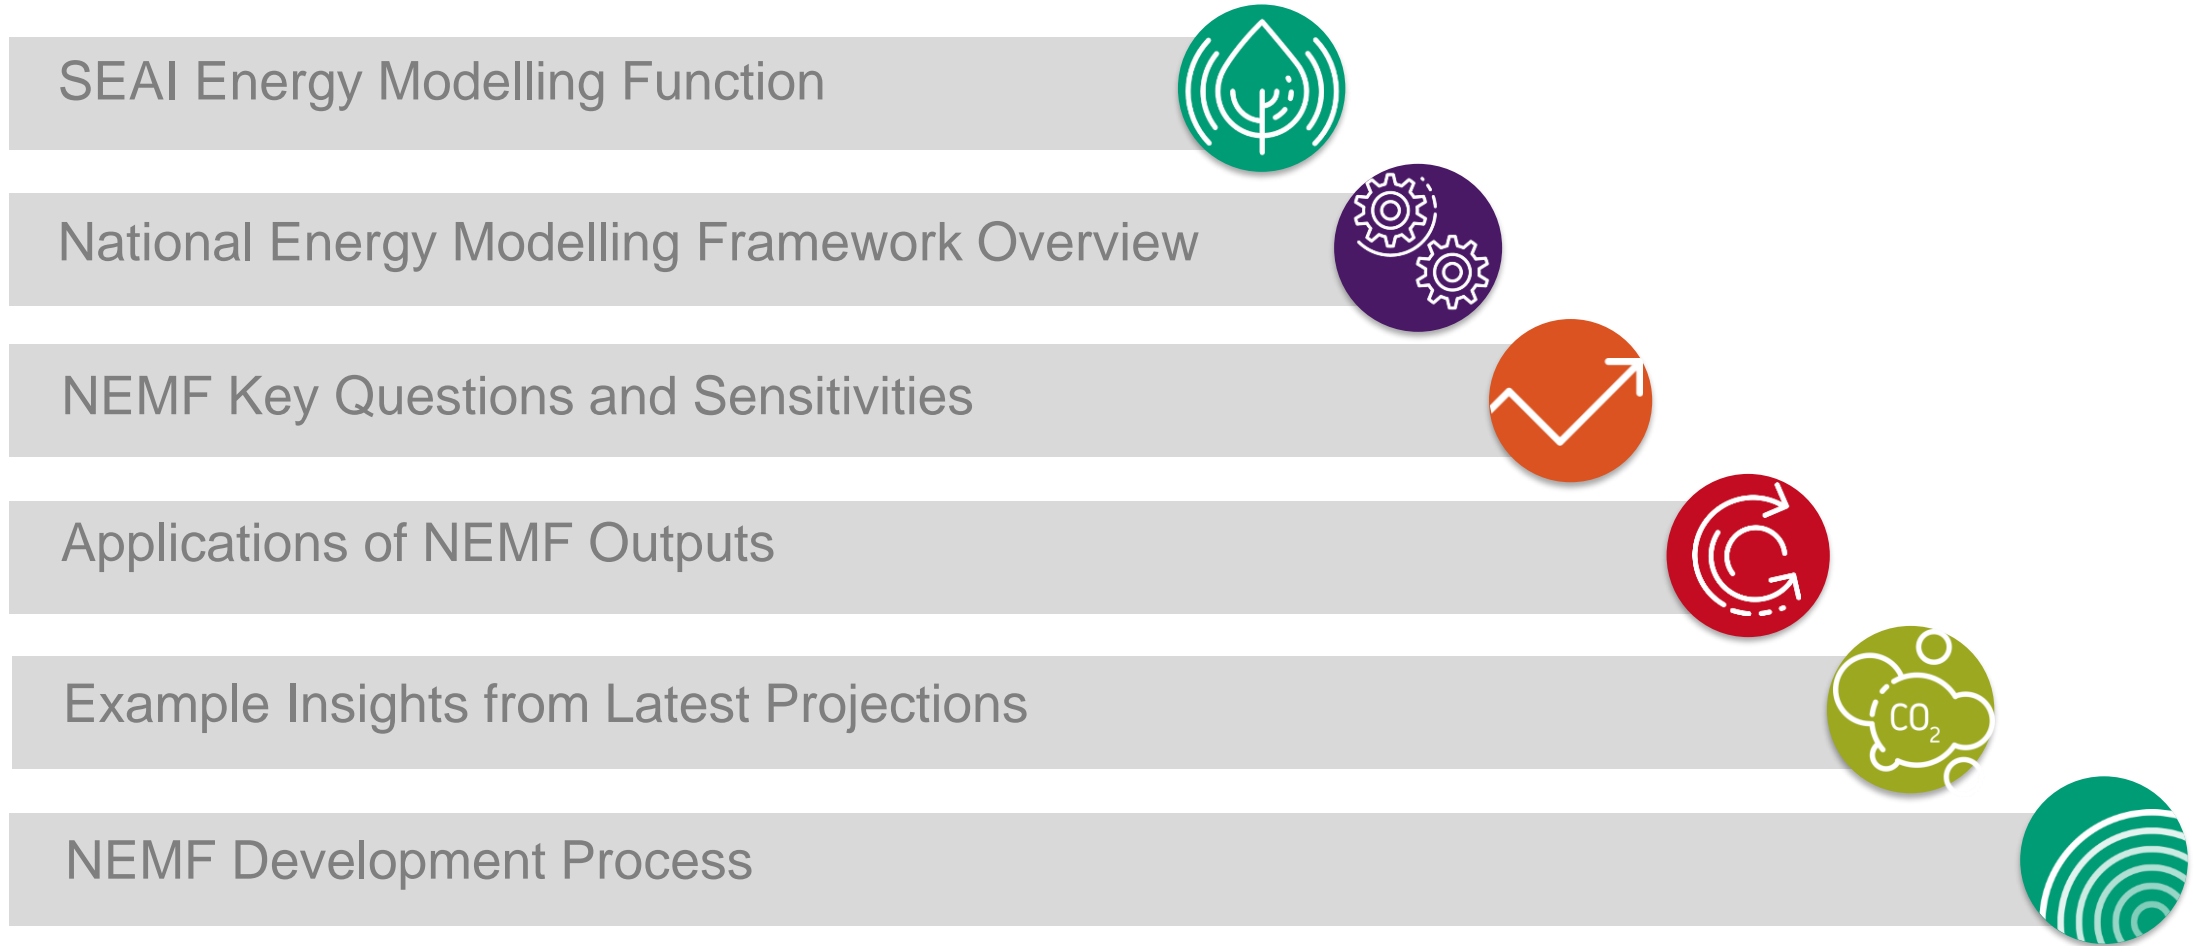 SEAI Energy Modelling Function
National Energy Modelling Framework Overview
NEMF Key Questions and Sensitivities
Applications of NEMF Outputs
Example Insights from Latest Projections
CO₂
NEMF Development Process